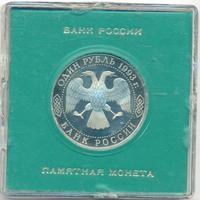 БАНК РОССИИ
ОДИН РУБЛЬ 1993 г.
БАНК РОССИИ
ПАМЯТНАЯ МОНЕТА